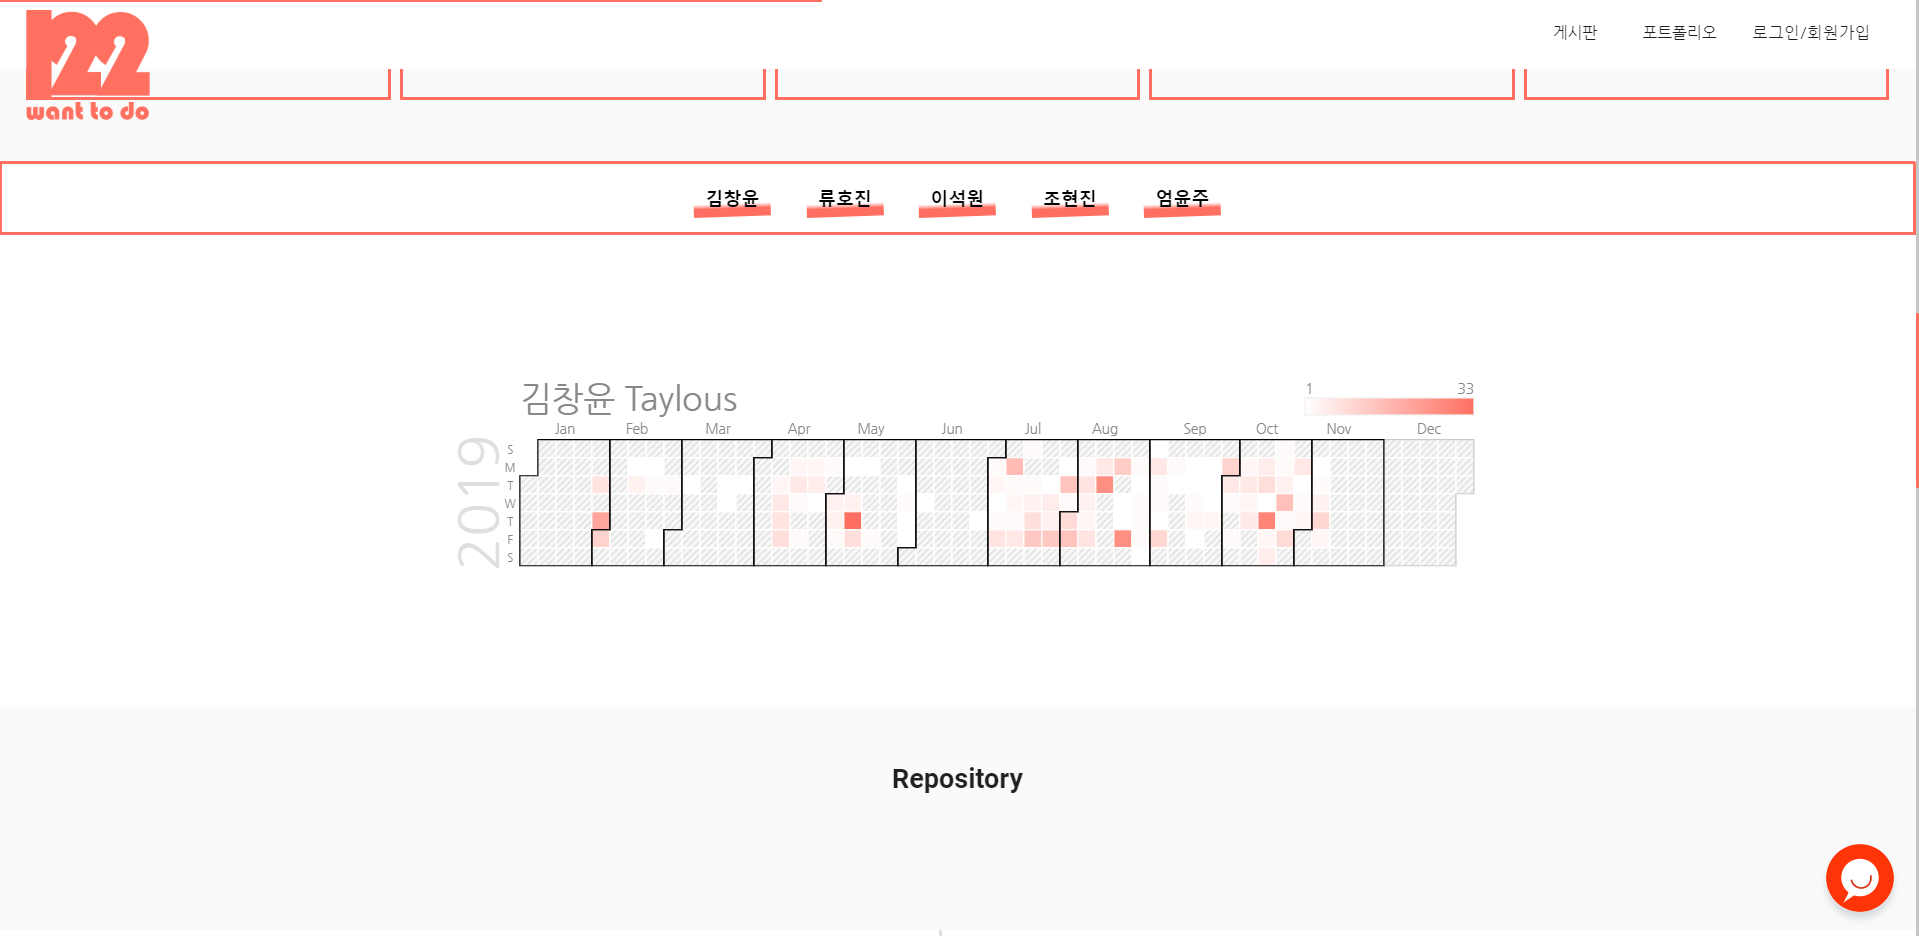 want to do
게시판 포트폴리오 로그인/회원가입
김창윤 류호진 이석원 조현진 엄윤주
김창윤 Taylous
1 33
Jan Feb Mar Apr May Jun Jul Aug Sep Oct Nov Dec
2019
S
M
T
W
T
F
S
Repository